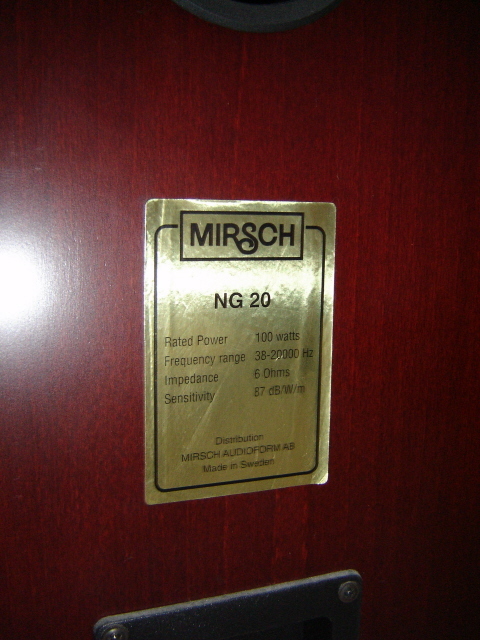 MIRSCH
NG 20
Rated Power 100 watts
Frequency range 38-20000 Hz
Impedance 6 Ohms
Sensitivity 87 dB/W/m
Distribution
MIRSCH AUDIOFORM AB
Made in Sweden